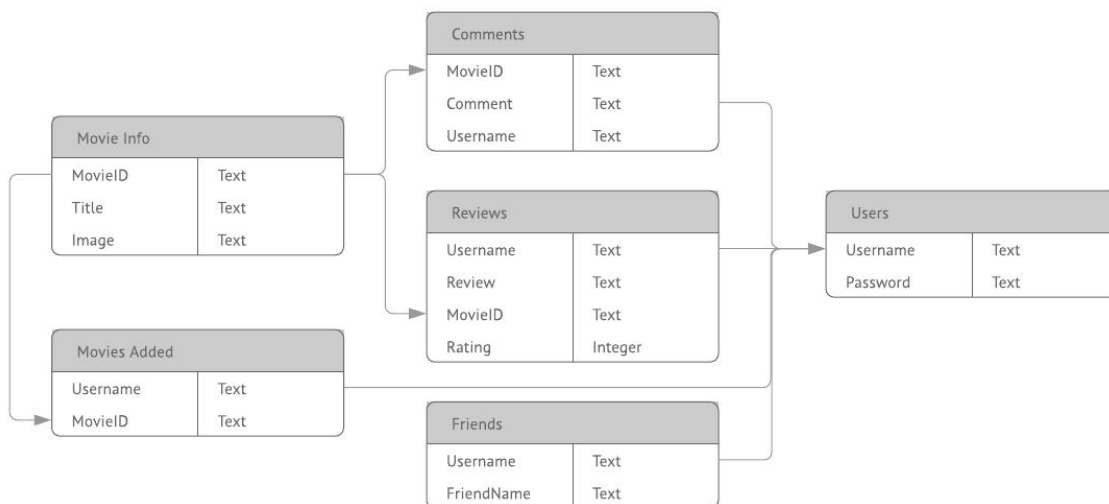 Comments
MovieID Text
Comment Text
Username Text
Movie Info
MovieID Text
Title Text
Image Text
Reviews
Username Text
Review Text
MovieID Text
Rating Integer
Users
Username Text
Password Text
Movies Added
Username Text
MovieID Text
Friends
Username Text
FriendName Text